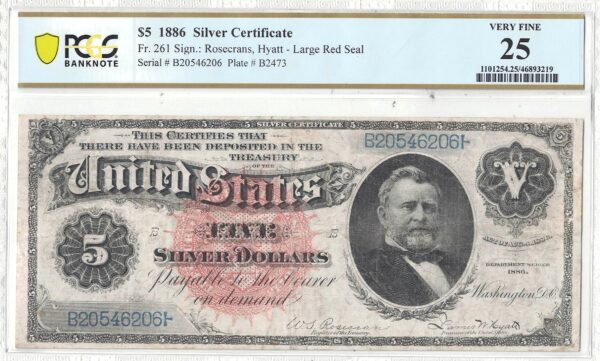 $5 1886 Silver Certificate
Fr. 261 Sign.: Rosecrans, Hyatt - Large Red Seal
Serial # B20546206 Plate # B2473
PCGS
BANKNOTE
VERY FINE
25
1101254.25/46893219
SILVER CERTIFICATE
THIS CERTIFIES THAT
THERE HAVE BEEN DEPOSITED IN THE
TREASURY
OF THE
United States
FIVE
SILVER DOLLARS
Payable to the bearer
on demand
B20546206
B20546206
5
V
V
DEPARTMENT SERIES
1886.
Washington, D.C.
W.S. Rosecrans
Register of the Treasury.
James W. Hyatt
Treasurer of the United States.